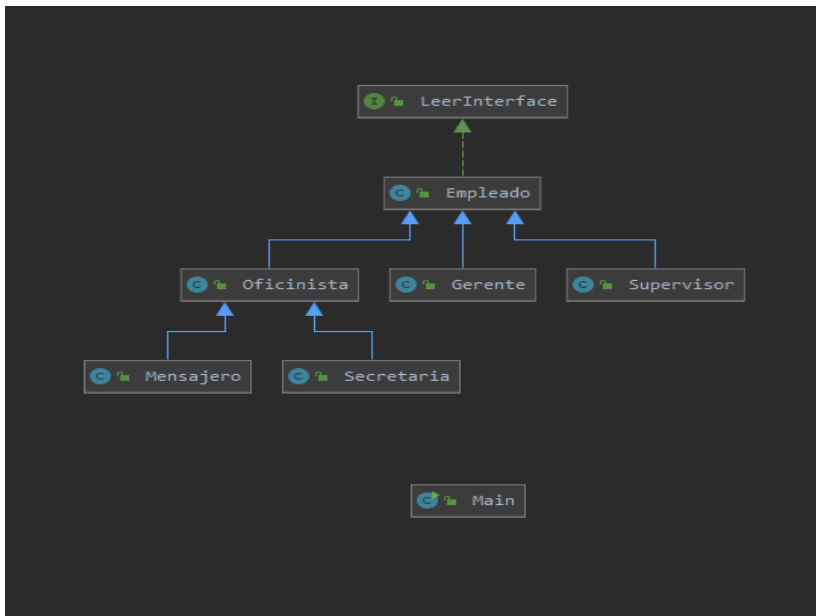 I LeerInterface
C Empleado
C Oficinista
C Gerente
C Supervisor
C Mensajero
C Secretaria
C Main